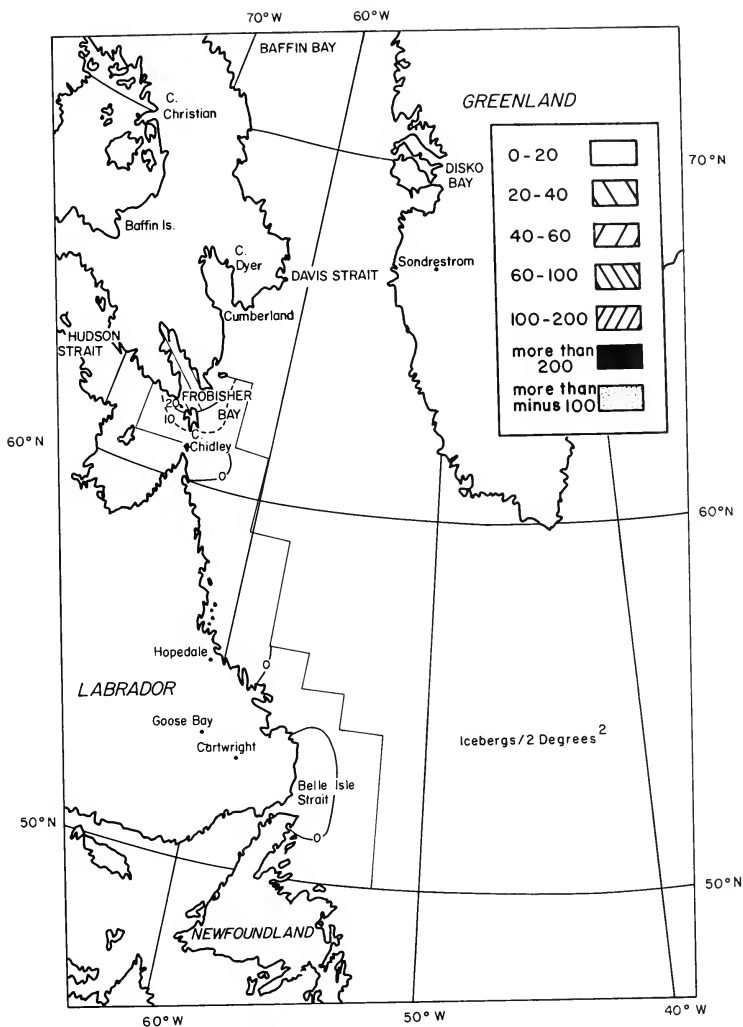 70° W
60° W
BAFFIN BAY
GREENLAND
C.
Christian
0-20
70° N
DISKO
BAY
20-40
Baffin Is.
40-60
C.
Dyer
Sondrestrom
DAVIS STRAIT
60-100
Cumberland
100-200
HUDSON
STRAIT
more than
200
FROBISHER
BAY
20
10
more than
minus 100
60° N
C.
Chidley
0
60° N
Hopedale
0
LABRADOR
Goose Bay
Cartwright
Icebergs/2 Degrees²
Belle Isle
Strait
50° N
0
50° N
NEWFOUNDLAND
60° W
50° W
40° W